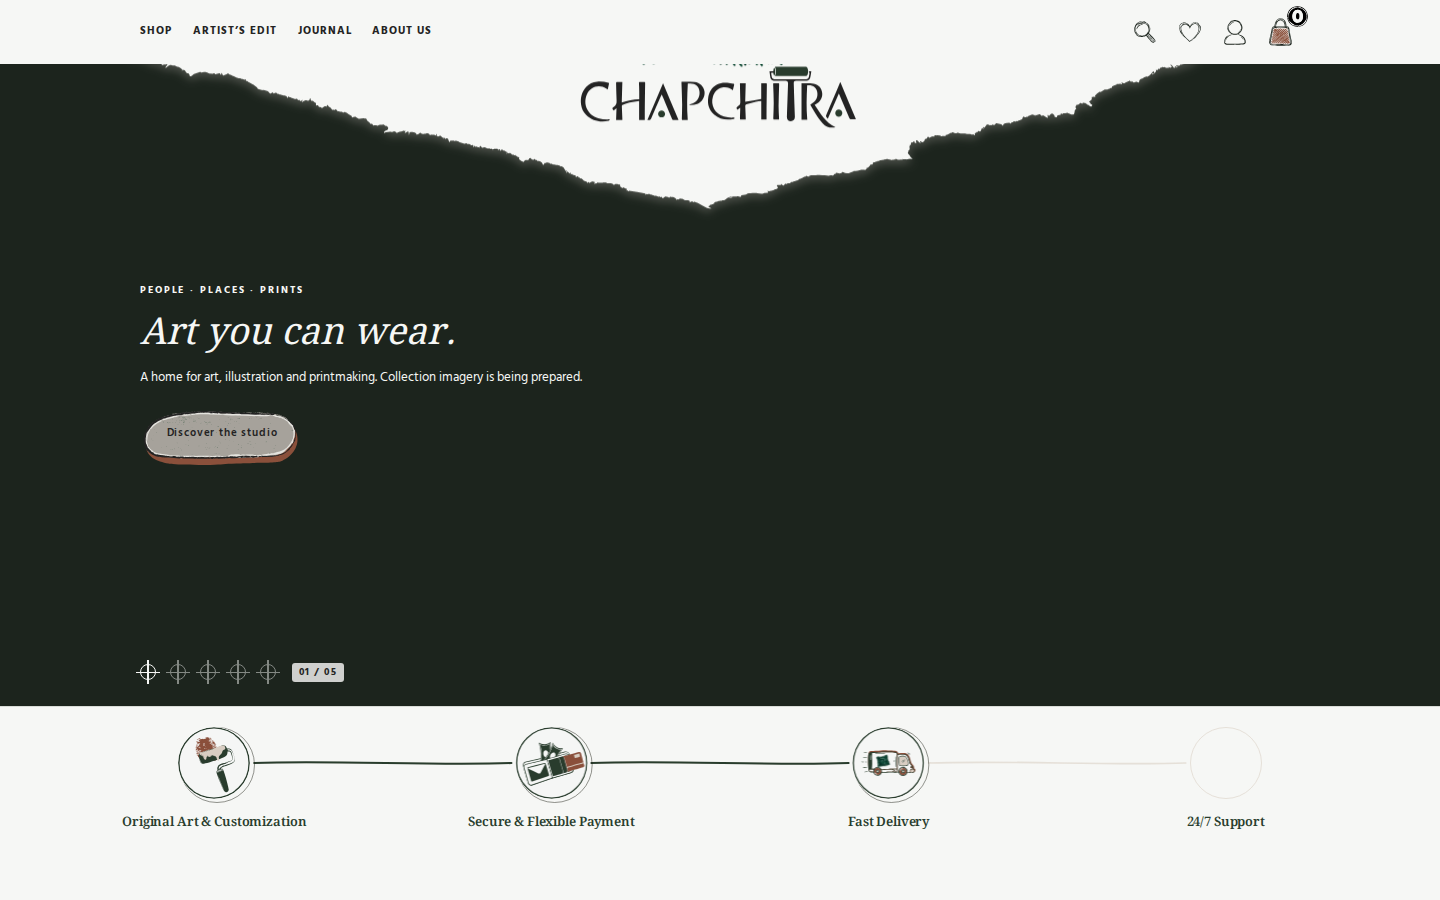 SHOP
ARTIST'S EDIT
JOURNAL
ABOUT US
0
CHAPCHITRA
PEOPLE · PLACES · PRINTS
Art you can wear.
A home for art, illustration and printmaking. Collection imagery is being prepared.
Discover the studio
01 / 05
Original Art & Customization
Secure & Flexible Payment
Fast Delivery
24/7 Support